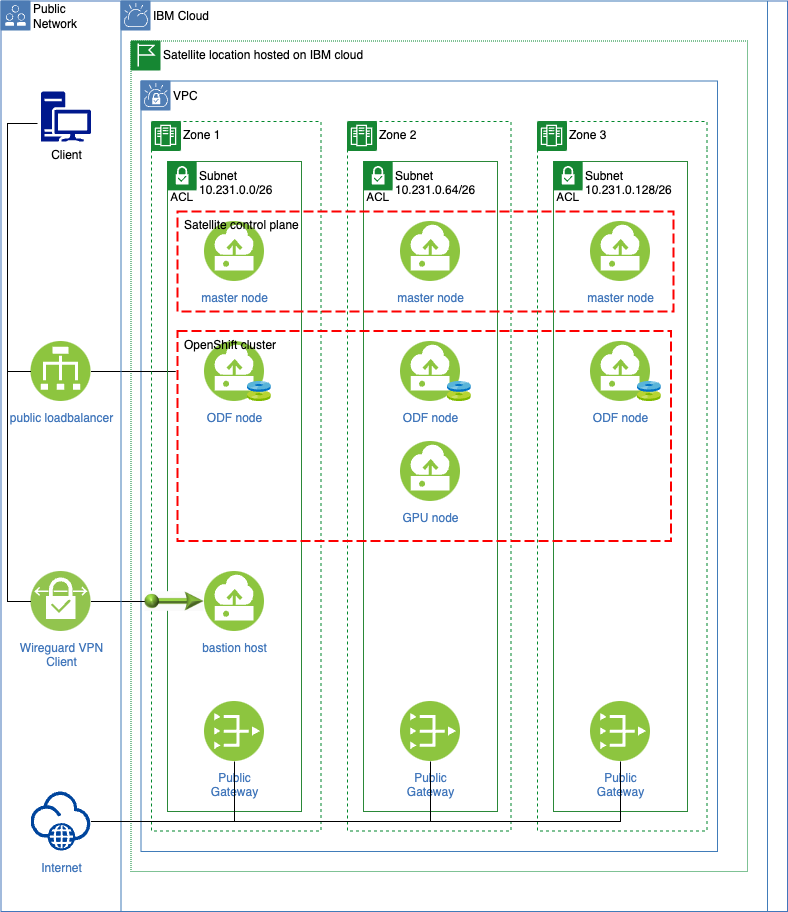 Public
Network
IBM Cloud
Satellite location hosted on IBM cloud
VPC
Client
Zone 1
Zone 2
Zone 3
Subnet
10.231.0.0/26
ACL
Subnet
10.231.0.64/26
ACL
Subnet
10.231.0.128/26
ACL
Satellite control plane
master node
master node
master node
OpenShift cluster
public loadbalancer
ODF node
ODF node
ODF node
GPU node
Wireguard VPN
Client
bastion host
Public
Gateway
Public
Gateway
Public
Gateway
Internet